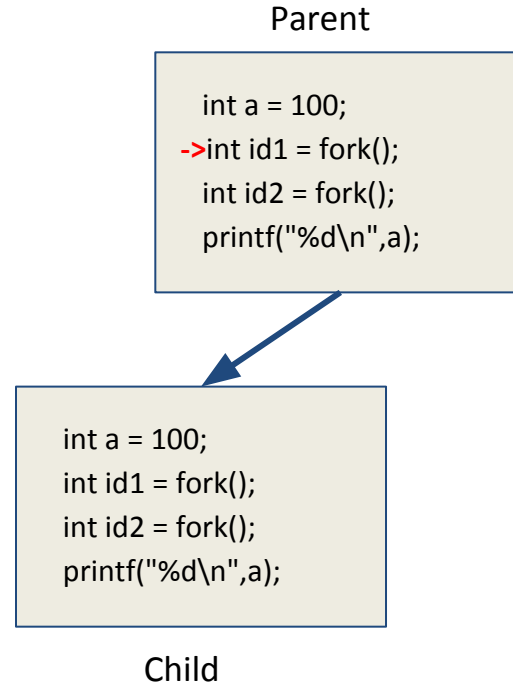 Parent
int a = 100;
->int id1 = fork();
int id2 = fork();
printf("%d\n",a);
int a = 100;
int id1 = fork();
int id2 = fork();
printf("%d\n",a);
Child